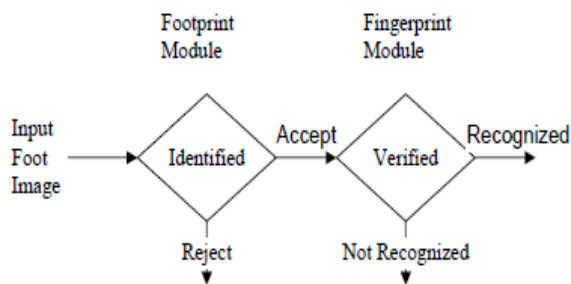 Footprint
Module
Fingerprint
Module
Input
Foot
Image
Identified
Accept
Verified
Recognized
Reject
Not Recognized